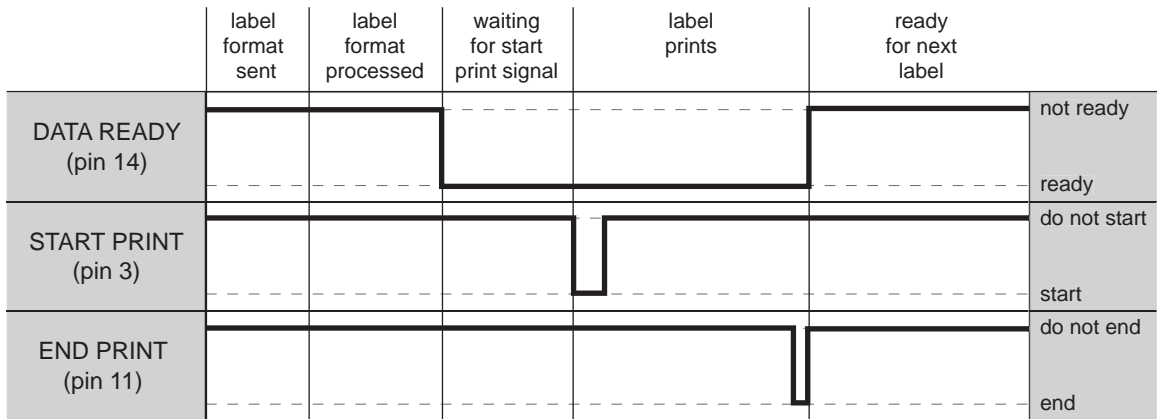 label
format
sent
label
format
processed
waiting
for start
print signal
label
prints
ready
for next
label
DATA READY
(pin 14)
not ready
ready
START PRINT
(pin 3)
do not start
start
END PRINT
(pin 11)
do not end
end